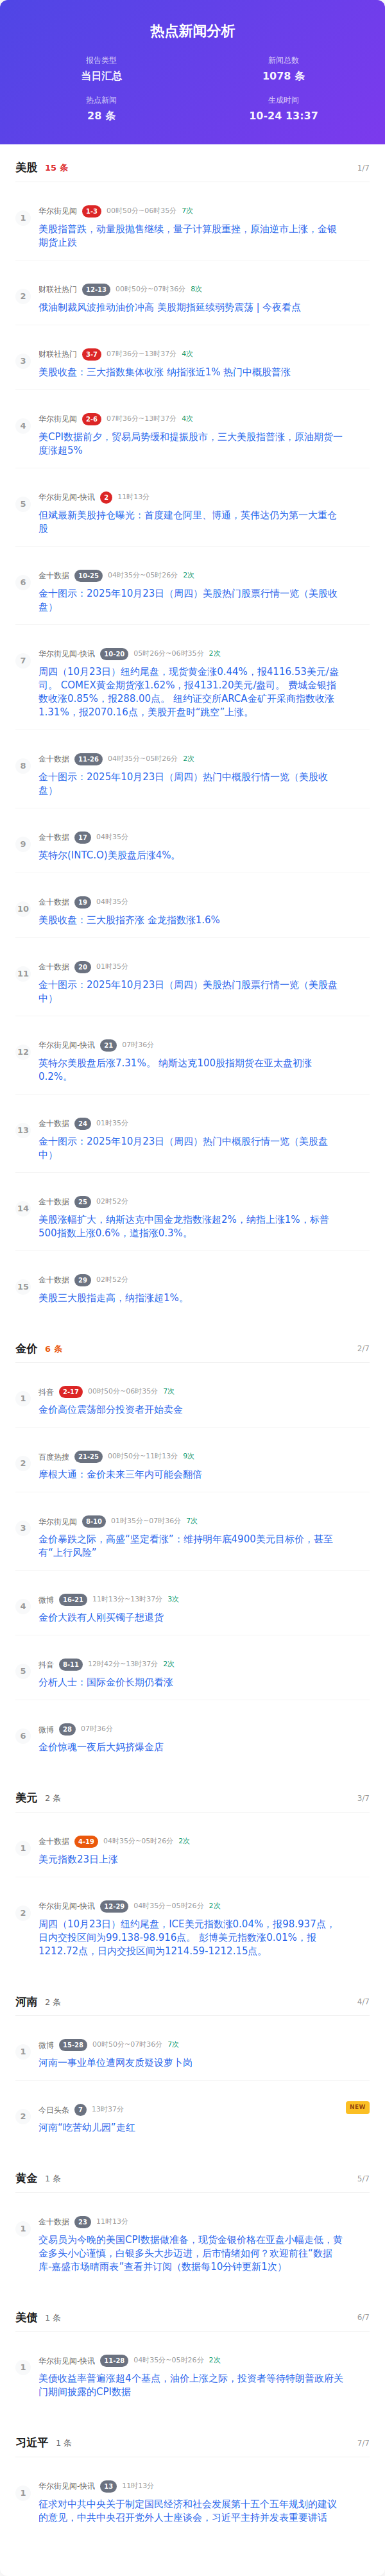 热点新闻分析
报告类型
当日汇总
新闻总数
1078 条
热点新闻
28 条
生成时间
10-24 13:37
美股 15 条 1/7
1
华尔街见闻 1-3 00时50分~06时35分 7次
美股指普跌，动量股抛售继续，量子计算股重挫，原油逆市上涨，金银
期货止跌
2
财联社热门 12-13 00时50分~07时36分 8次
俄油制裁风波推动油价冲高 美股期指延续弱势震荡 | 今夜看点
3
财联社热门 3-7 07时36分~13时37分 4次
美股收盘：三大指数集体收涨 纳指涨近1% 热门中概股普涨
4
华尔街见闻 2-6 07时36分~13时37分 4次
美CPI数据前夕，贸易局势缓和提振股市，三大美股指普涨，原油期货一
度涨超5%
5
华尔街见闻-快讯 2 11时13分
但斌最新美股持仓曝光：首度建仓阿里、博通，英伟达仍为第一大重仓
股
6
金十数据 10-25 04时35分~05时26分 2次
金十图示：2025年10月23日（周四）美股热门股票行情一览（美股收
盘）
7
华尔街见闻-快讯 10-20 05时26分~06时35分 2次
周四（10月23日）纽约尾盘，现货黄金涨0.44%，报4116.53美元/盎
司。 COMEX黄金期货涨1.62%，报4131.20美元/盎司。 费城金银指
数收涨0.85%，报288.00点。 纽约证交所ARCA金矿开采商指数收涨
1.31%，报2070.16点，美股开盘时“跳空”上涨。
8
金十数据 11-26 04时35分~05时26分 2次
金十图示：2025年10月23日（周四）热门中概股行情一览（美股收
盘）
9
金十数据 17 04时35分
英特尔(INTC.O)美股盘后涨4%。
10
金十数据 19 04时35分
美股收盘：三大股指齐涨 金龙指数涨1.6%
11
金十数据 20 01时35分
金十图示：2025年10月23日（周四）美股热门股票行情一览（美股盘
中）
12
华尔街见闻-快讯 21 07时36分
英特尔美股盘后涨7.31%。 纳斯达克100股指期货在亚太盘初涨
0.2%。
13
金十数据 24 01时35分
金十图示：2025年10月23日（周四）热门中概股行情一览（美股盘
中）
14
金十数据 25 02时52分
美股涨幅扩大，纳斯达克中国金龙指数涨超2%，纳指上涨1%，标普
500指数上涨0.6%，道指涨0.3%。
15
金十数据 29 02时52分
美股三大股指走高，纳指涨超1%。
金价 6 条 2/7
1
抖音 2-17 00时50分~06时35分 7次
金价高位震荡部分投资者开始卖金
2
百度热搜 21-25 00时50分~11时13分 9次
摩根大通：金价未来三年内可能会翻倍
3
华尔街见闻 8-10 01时35分~07时36分 7次
金价暴跌之际，高盛“坚定看涨”：维持明年底4900美元目标价，甚至
有“上行风险”
4
微博 16-21 11时13分~13时37分 3次
金价大跌有人刚买镯子想退货
5
抖音 8-11 12时42分~13时37分 2次
分析人士：国际金价长期仍看涨
6
微博 28 07时36分
金价惊魂一夜后大妈挤爆金店
美元 2 条 3/7
1
金十数据 4-19 04时35分~05时26分 2次
美元指数23日上涨
2
华尔街见闻-快讯 12-29 04时35分~05时26分 2次
周四（10月23日）纽约尾盘，ICE美元指数涨0.04%，报98.937点，
日内交投区间为99.138-98.916点。 彭博美元指数涨0.01%，报
1212.72点，日内交投区间为1214.59-1212.15点。
河南 2 条 4/7
1
微博 15-28 00时50分~07时36分 7次
河南一事业单位遭网友质疑设萝卜岗
2
今日头条 7 13时37分 NEW
河南“吃苦幼儿园”走红
黄金 1 条 5/7
1
金十数据 23 11时13分
交易员为今晚的美国CPI数据做准备，现货金银价格在亚盘小幅走低，黄
金多头小心谨慎，白银多头大步迈进，后市情绪如何？欢迎前往“数据
库-嘉盛市场晴雨表”查看并订阅（数据每10分钟更新1次）
美债 1 条 6/7
1
华尔街见闻-快讯 11-28 04时35分~05时26分 2次
美债收益率普遍涨超4个基点，油价上涨之际，投资者等待特朗普政府关
门期间披露的CPI数据
习近平 1 条 7/7
1
华尔街见闻-快讯 13 11时13分
征求对中共中央关于制定国民经济和社会发展第十五个五年规划的建议
的意见，中共中央召开党外人士座谈会，习近平主持并发表重要讲话